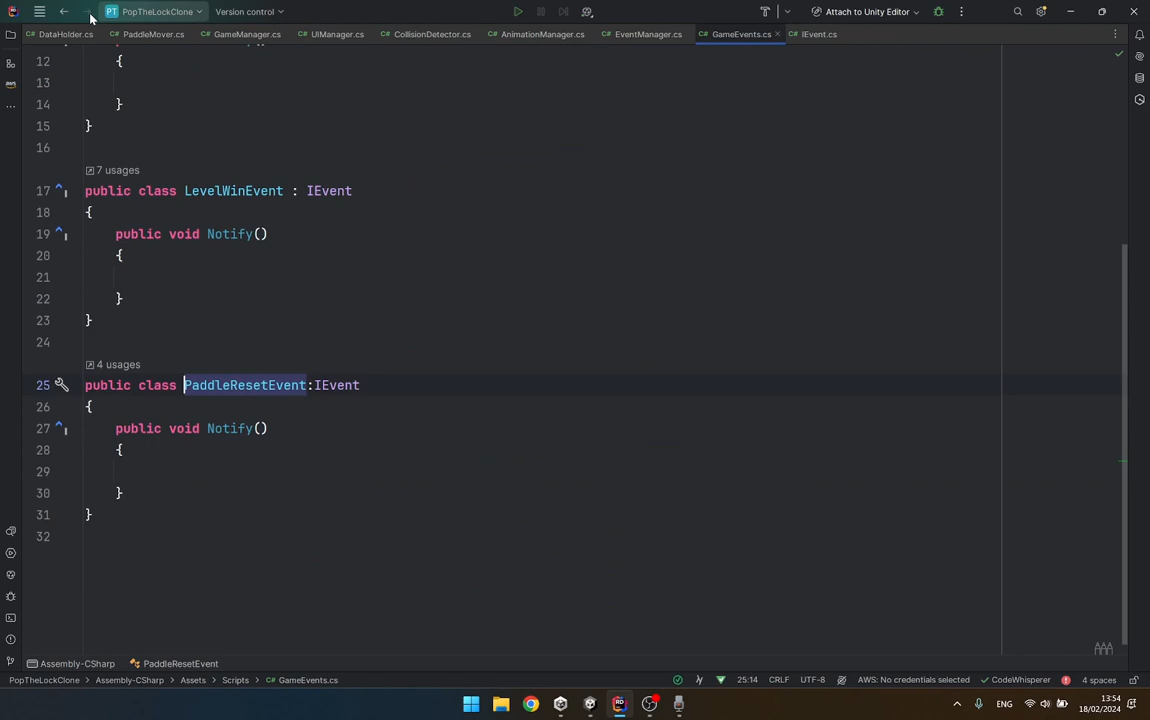 PT PopTheLockClone Version control Attach to Unity Editor
DataHolder.cs PaddleMover.cs GameManager.cs UIManager.cs CollisionDetector.cs AnimationManager.cs EventManager.cs GameEvents.cs IEvent.cs
12 {
13
14 }
15 }
16
7 usages
17 public class LevelWinEvent : IEvent
18 {
19 public void Notify()
20 {
21
22 }
23 }
24
4 usages
25 public class PaddleResetEvent:IEvent
26 {
27 public void Notify()
28 {
29
30 }
31 }
32
Assembly-CSharp PaddleResetEvent
PopTheLockClone > Assembly-CSharp > Assets > Scripts > GameEvents.cs 25:14 CRLF UTF-8 AWS: No credentials selected CodeWhisperer 4 spaces
ENG 13:54
18/02/2024